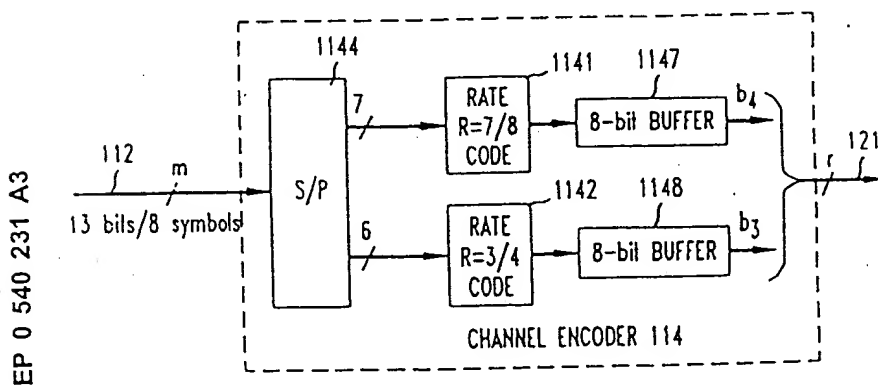 EP 0 540 231 A3
1144
1141
1147
7
RATE
R=7/8
CODE
8-bit BUFFER
b4
112
m
13 bils/8 symbols
S/P
r
121
1142
1148
6
RATE
R=3/4
CODE
8-bit BUFFER
b3
CHANNEL ENCODER 114